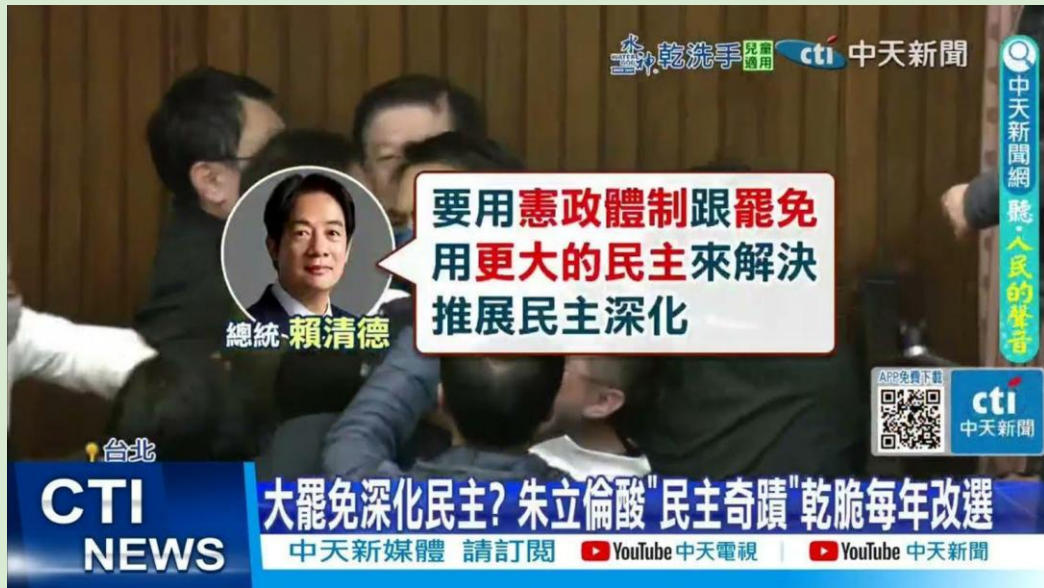 水神 乾洗手 兒童適用 cti 中天新聞
中天新聞網 聽·人民的聲音
要用憲政體制跟罷免
用更大的民主來解決
推展民主深化
總統 賴清德
APP免費下載
cti
中天新聞
台北
CTI
NEWS
大罷免深化民主? 朱立倫酸"民主奇蹟"乾脆每年改選
中天新媒體 請訂閱 YouTube 中天電視 YouTube 中天新聞